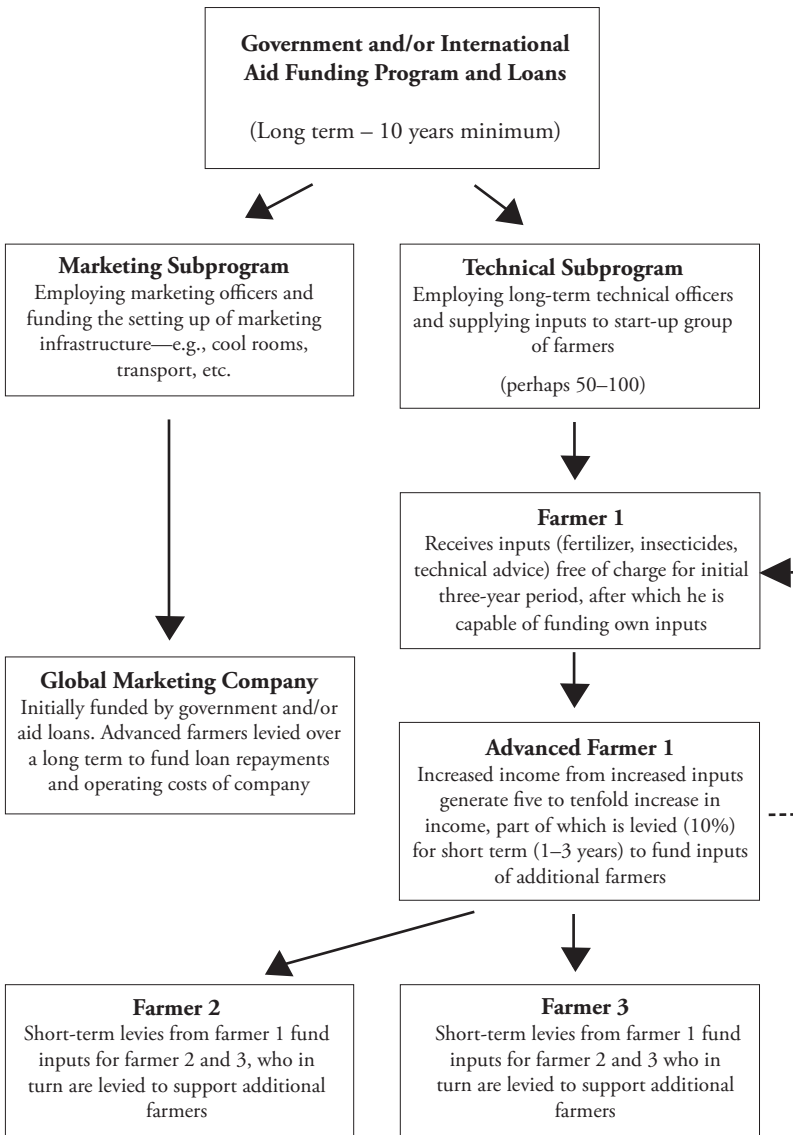 Government and/or International
Aid Funding Program and Loans
(Long term – 10 years minimum)
Marketing Subprogram
Employing marketing officers and
funding the setting up of marketing
infrastructure—e.g., cool rooms,
transport, etc.
Technical Subprogram
Employing long-term technical officers
and supplying inputs to start-up group
of farmers
(perhaps 50–100)
Farmer 1
Receives inputs (fertilizer, insecticides,
technical advice) free of charge for initial
three-year period, after which he is
capable of funding own inputs
Global Marketing Company
Initially funded by government and/or
aid loans. Advanced farmers levied over
a long term to fund loan repayments
and operating costs of company
Advanced Farmer 1
Increased income from increased inputs
generate five to tenfold increase in
income, part of which is levied (10%)
for short term (1–3 years) to fund inputs
of additional farmers
Farmer 2
Short-term levies from farmer 1 fund
inputs for farmer 2 and 3, who in
turn are levied to support additional
farmers
Farmer 3
Short-term levies from farmer 1 fund
inputs for farmer 2 and 3 who in
turn are levied to support additional
farmers